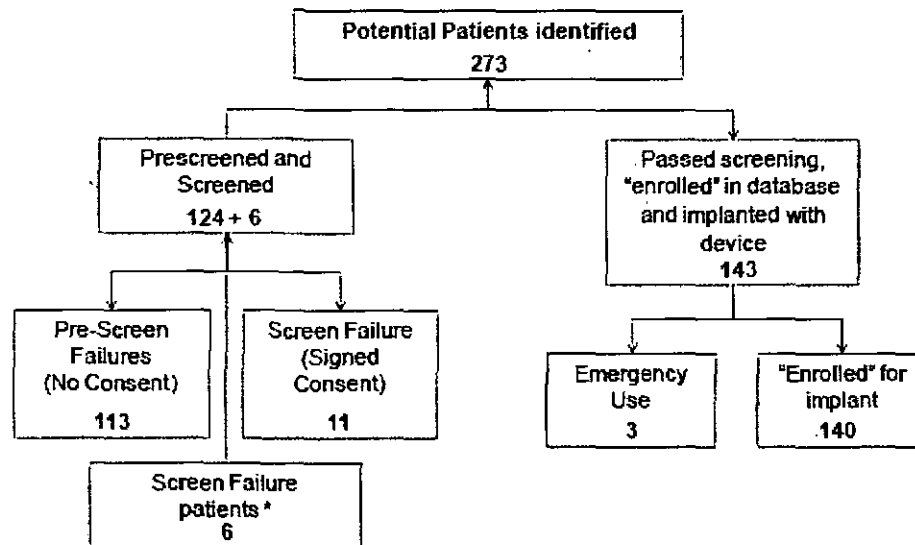 Potential Patients identified
273
Prescreened and
Screened
124 + 6
Passed screening,
"enrolled" in database
and implanted with
device
143
Pre-Screen
Failures
(No Consent)
113
Screen Failure
(Signed
Consent)
11
Emergency
Use
3
"Enrolled" for
implant
140
Screen Failure
patients *
6